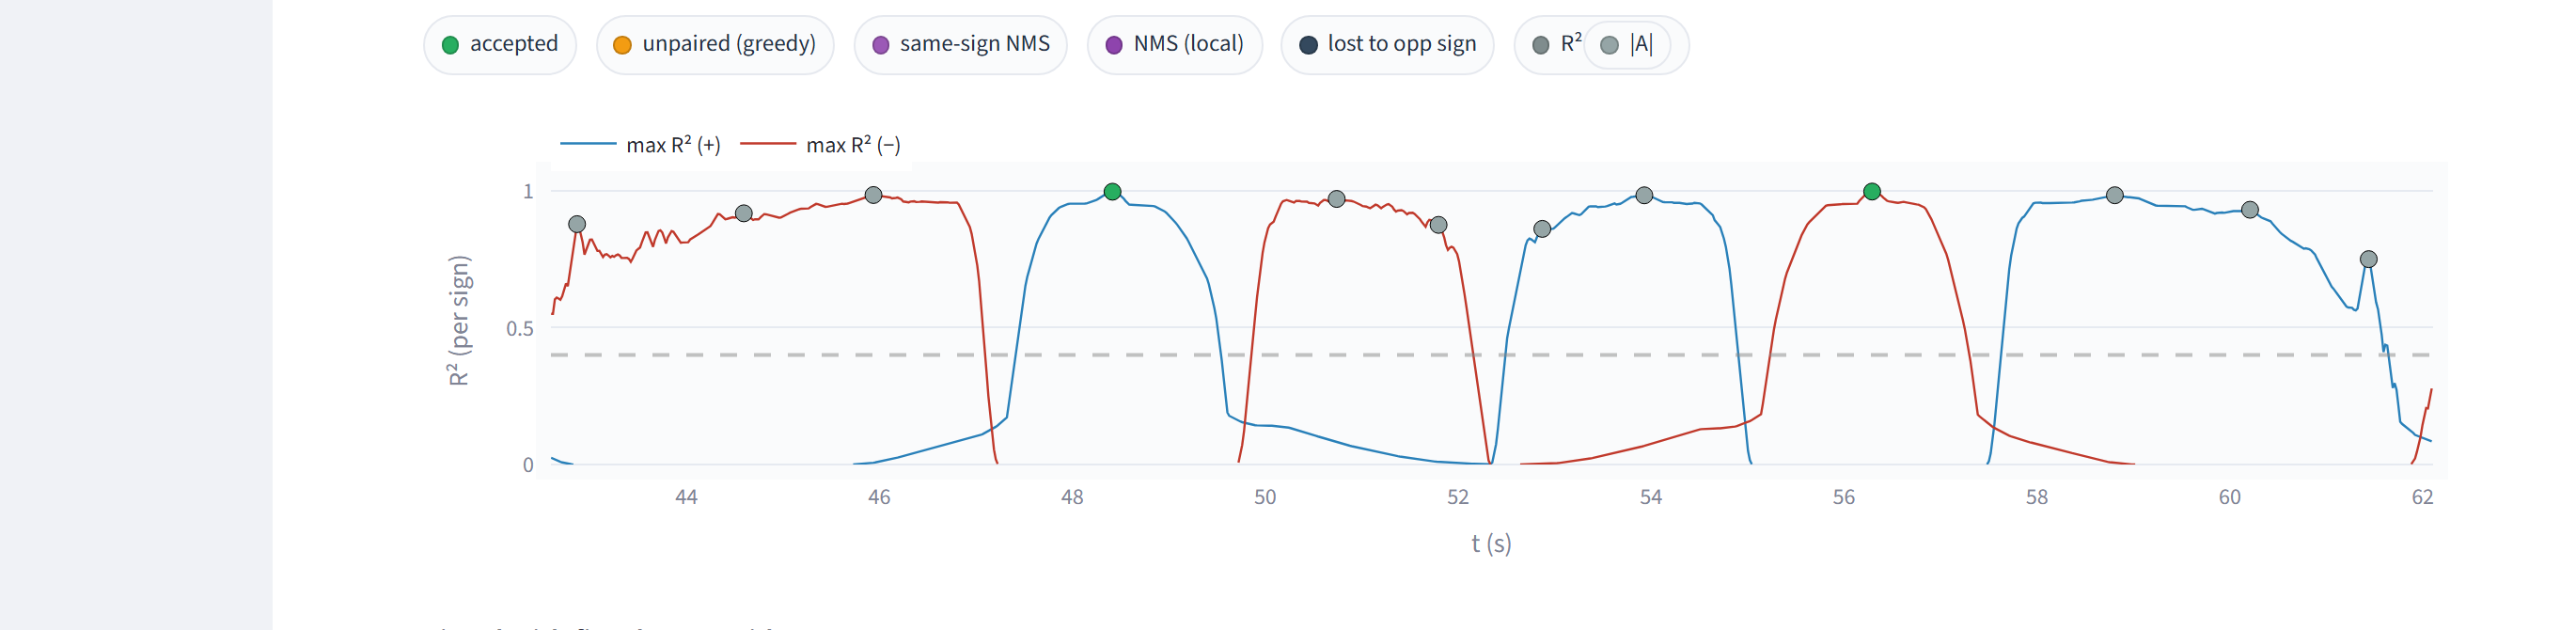 accepted unpaired (greedy) same-sign NMS NMS (local) lost to opp sign R² |A|
max R² (+) max R² (−)
R² (per sign)
1
0.5
0
44 46 48 50 52 54 56 58 60 62
t (s)